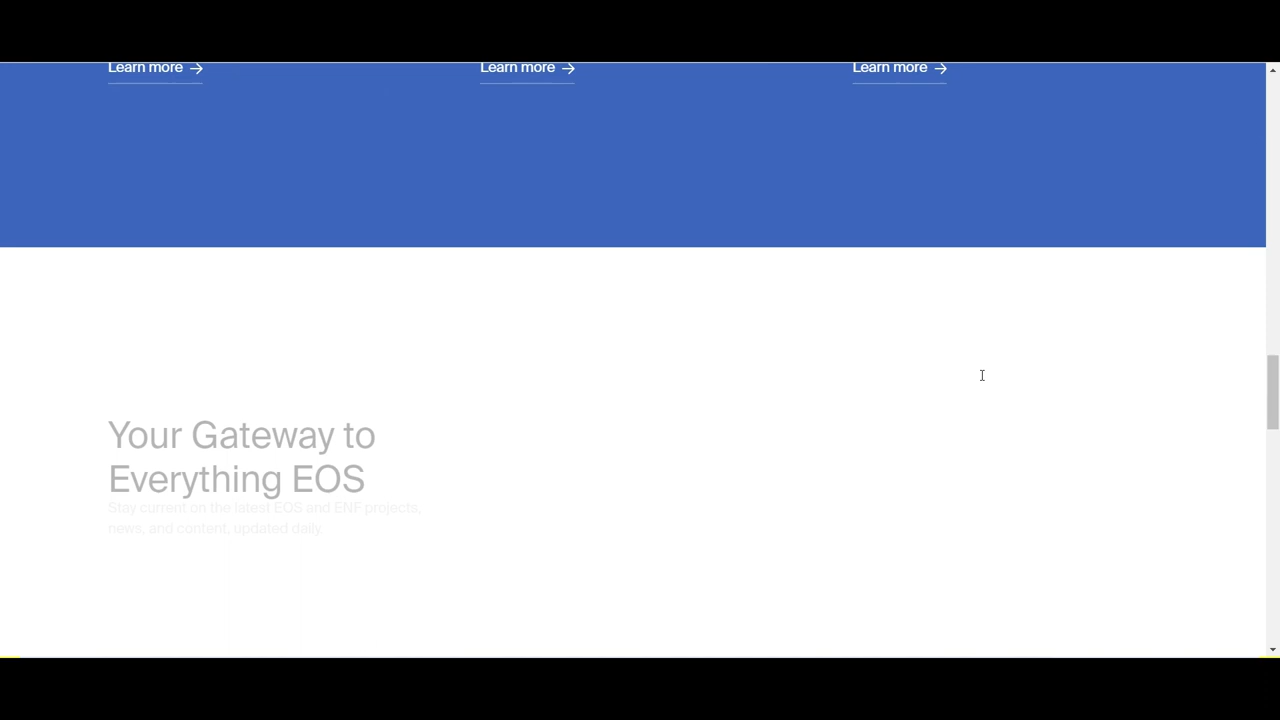 Learn more → Learn more → Learn more →
Your Gateway to
Everything EOS
Stay current on the latest EOS and ENF projects,
news, and content, updated daily.